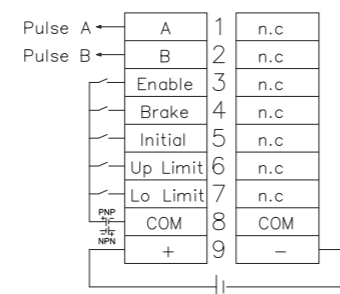 Pulse A A 1 n.c
Pulse B B 2 n.c
Enable 3 n.c
Brake 4 n.c
Initial 5 n.c
Up Limit 6 n.c
Lo Limit 7 n.c
PNP COM 8 COM
NPN + 9 −